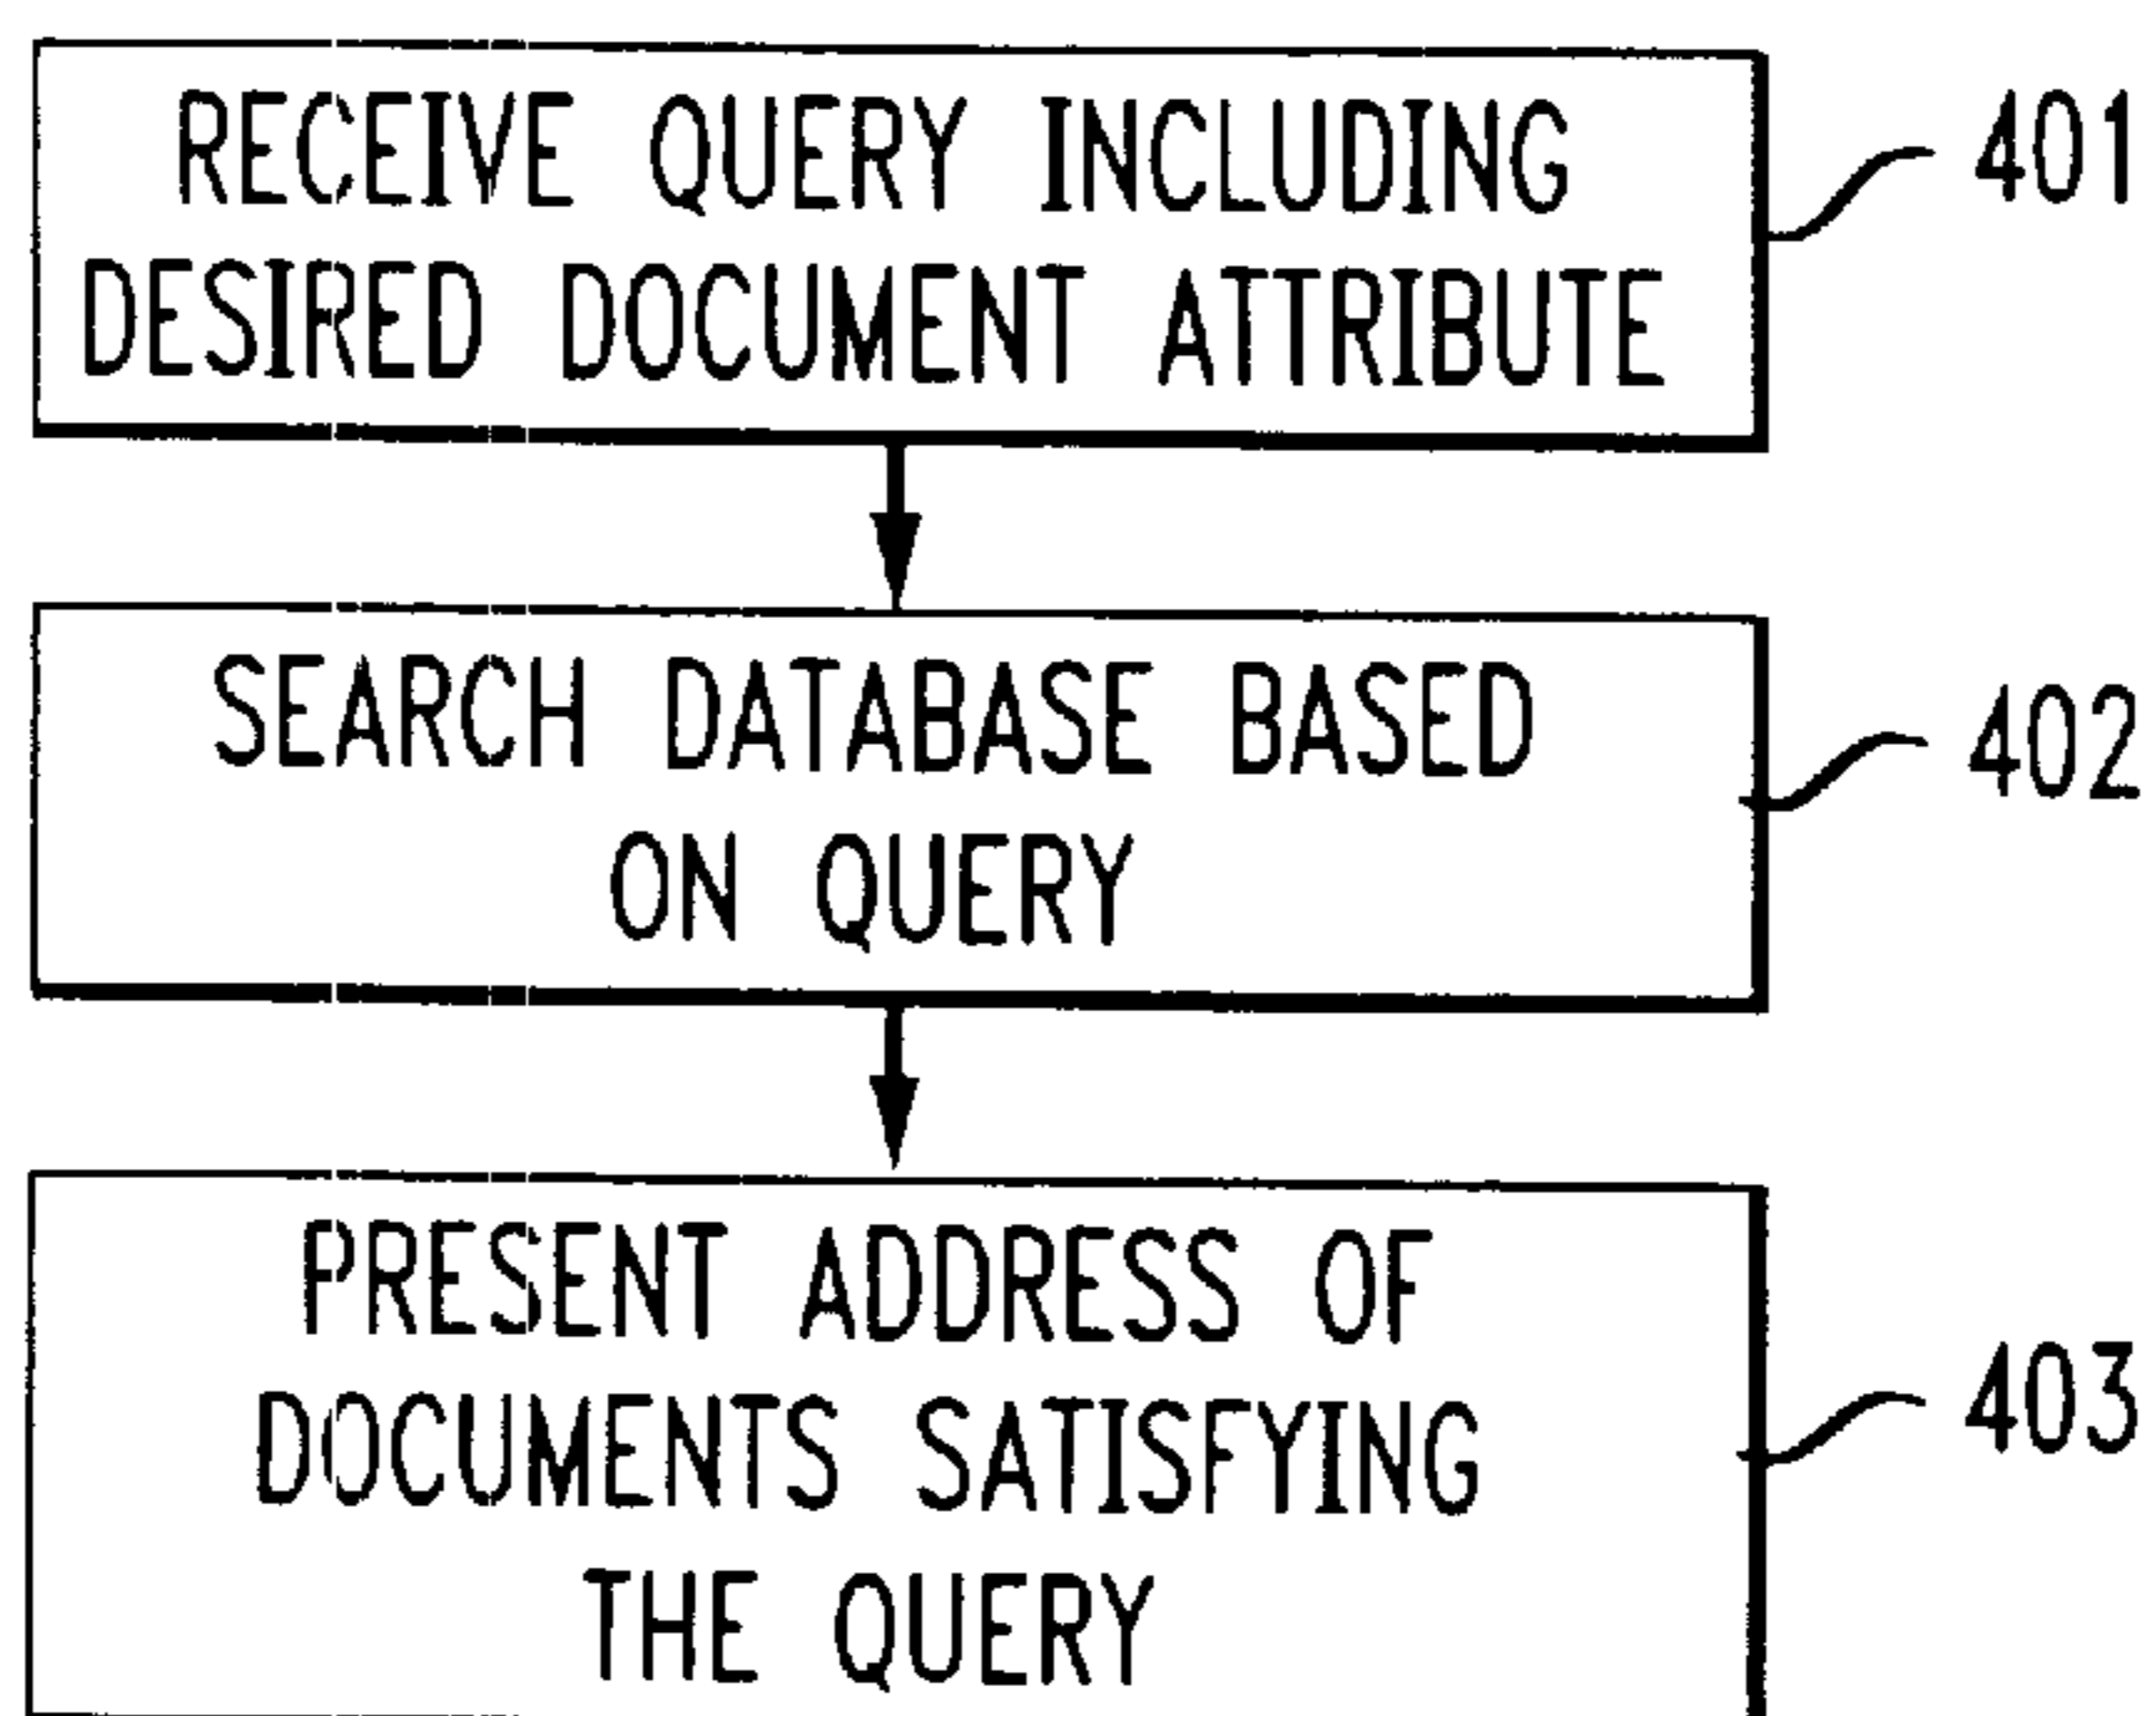 RECEIVE QUERY INCLUDING
DESIRED DOCUMENT ATTRIBUTE
401
SEARCH DATABASE BASED
ON QUERY
402
PRESENT ADDRESS OF
DOCUMENTS SATISFYING
THE QUERY
403